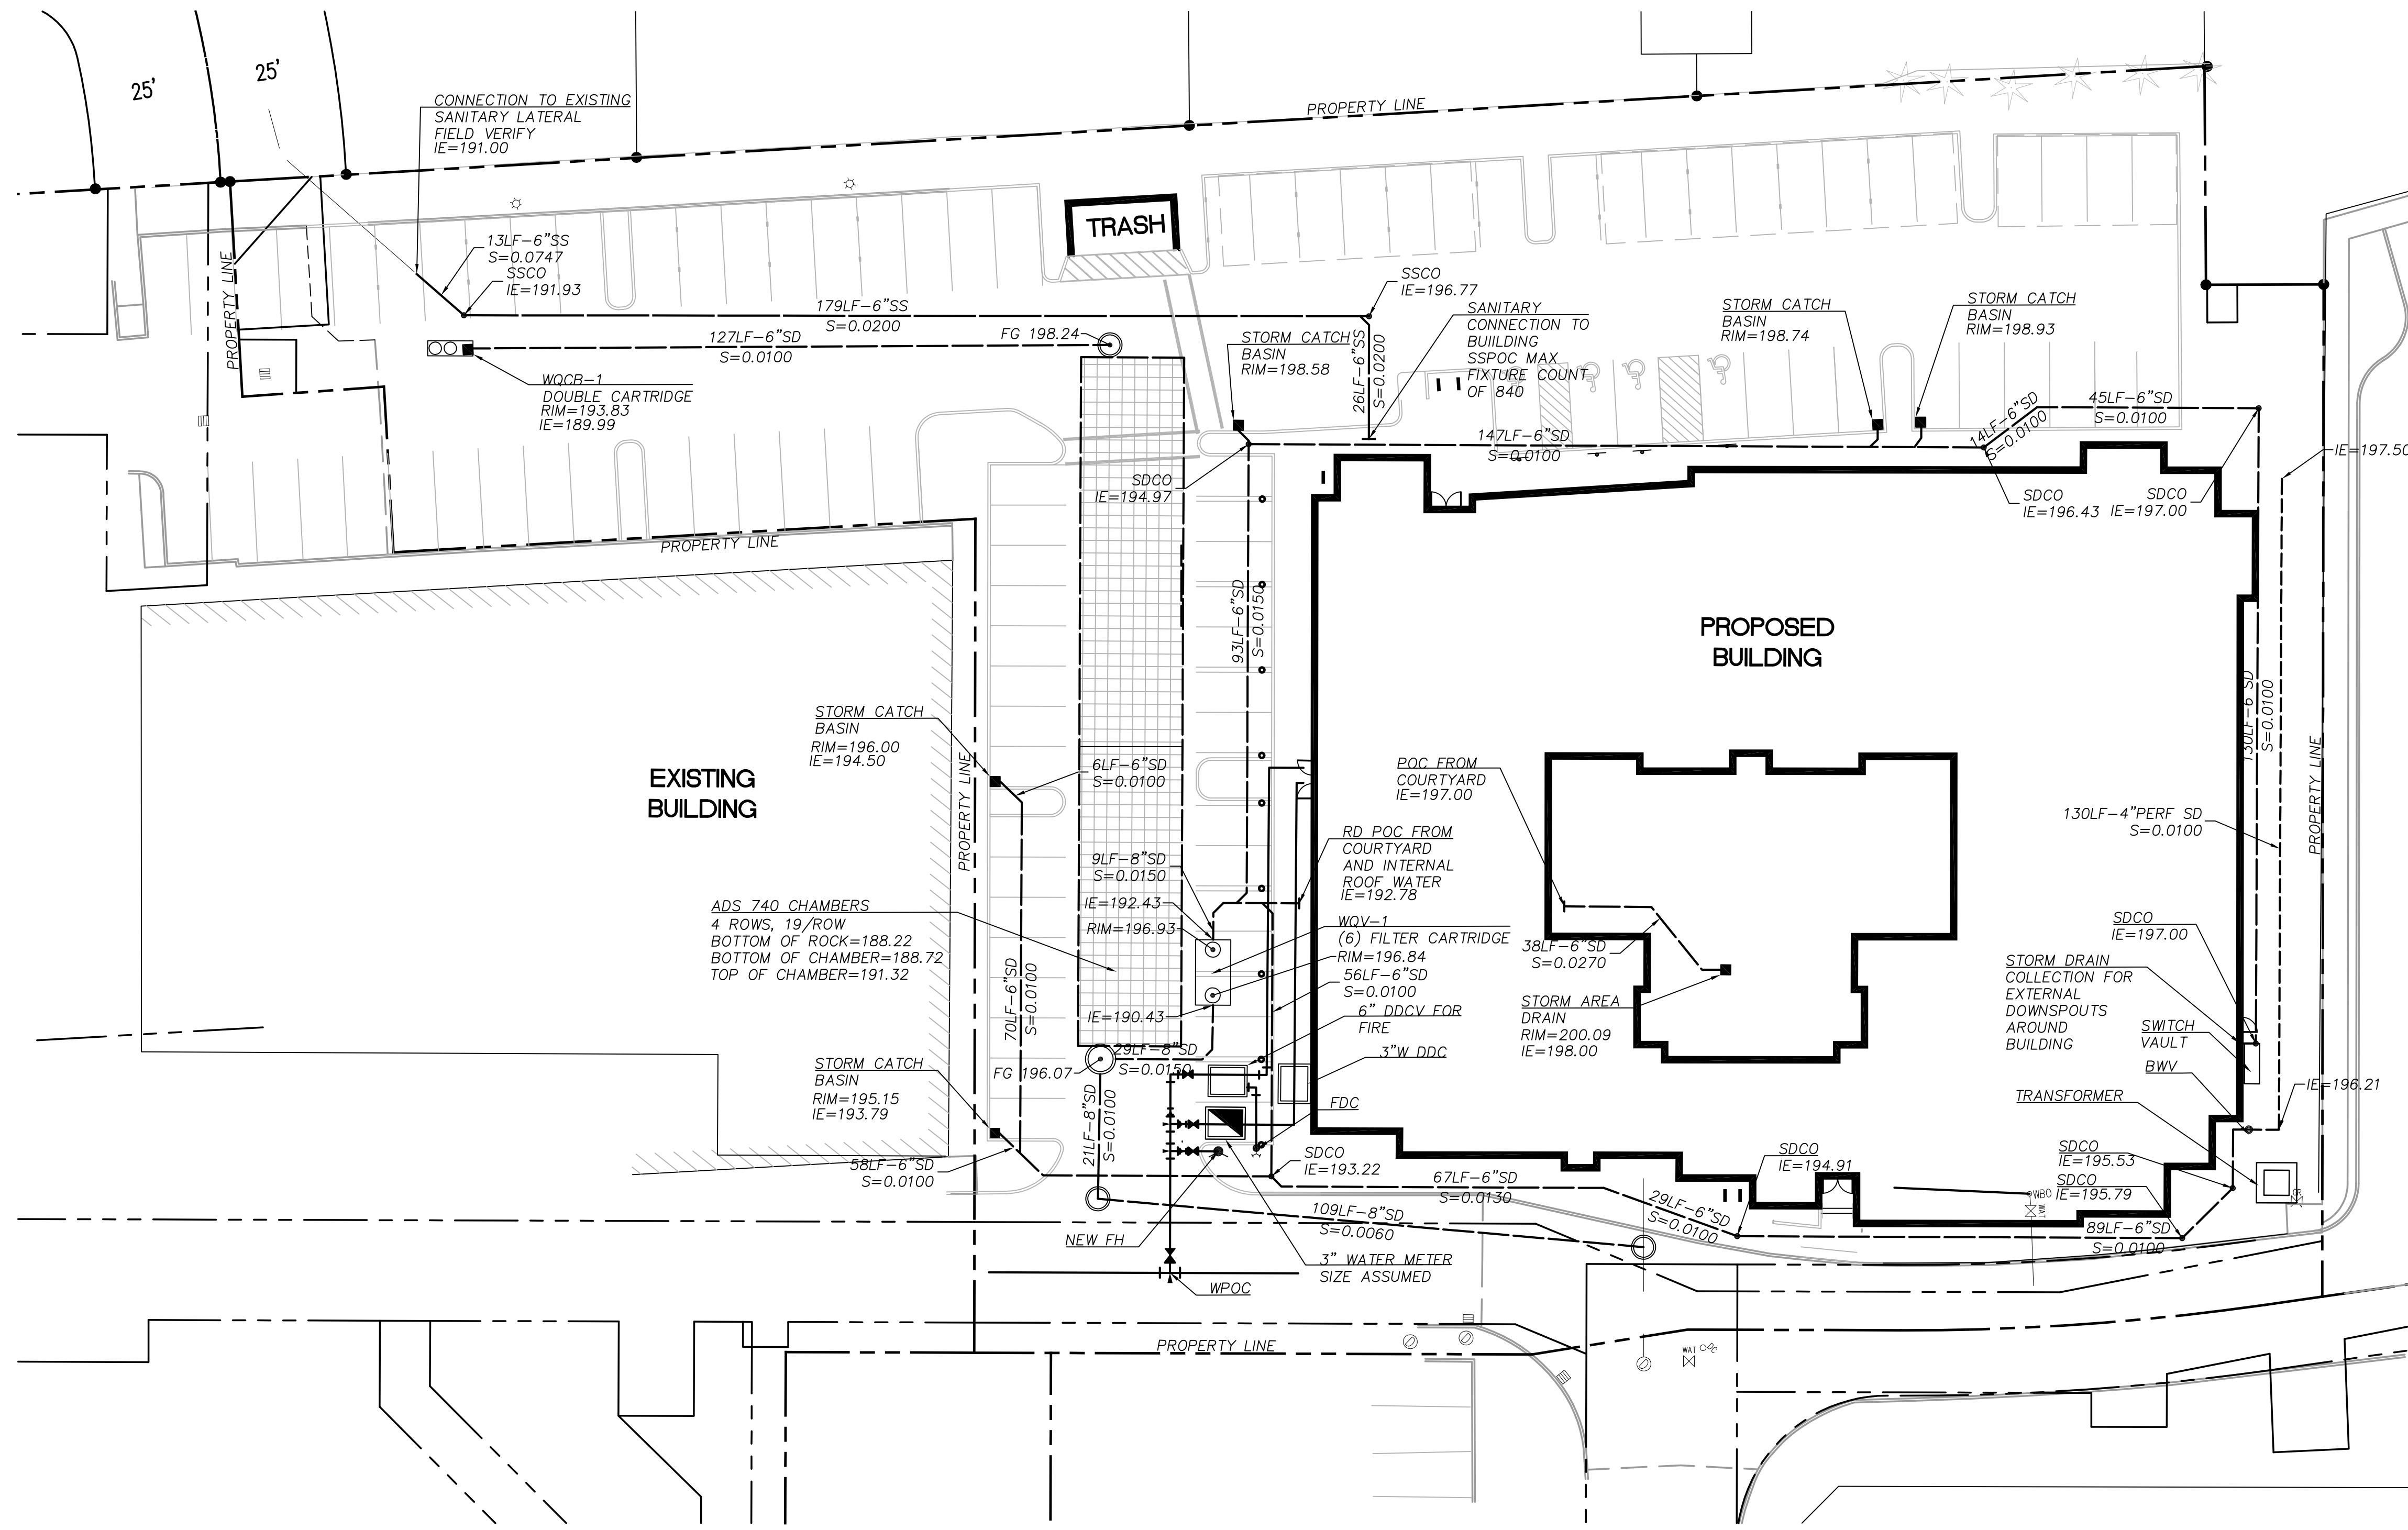 25'
25'
CONNECTION TO EXISTING
SANITARY LATERAL
FIELD VERIFY
IE=191.00
PROPERTY LINE
TRASH
13LF-6"SS
S=0.0747
SSCO
IE=191.93
PROPERTY LINE
179LF-6"SS
S=0.0200
127LF-6"SD
S=0.0100
FG 198.24
WQCB-1
DOUBLE CARTRIDGE
RIM=193.83
IE=189.99
SSCO
IE=196.77
SANITARY
CONNECTION TO
BUIILDING
SSPOC MAX
FIXTURE COUNT
OF 840
26LF-6"SS
S=0.0200
STORM CATCH
BASIN
RIM=198.58
STORM CATCH
BASIN
RIM=198.74
STORM CATCH
BASIN
RIM=198.93
147LF-6"SD
S=0.0100
14LF-6"SD
S=0.0100
45LF-6"SD
S=0.0100
IE=197.50
SDCO
IE=194.97
SDCO
IE=196.43
SDCO
IE=197.00
PROPERTY LINE
93LF-6"SD
S=0.0150
PROPOSED
BUILDING
130LF-6"SD
S=0.0100
STORM CATCH
BASIN
RIM=196.00
IE=194.50
EXISTING
BUILDING
PROPERTY LINE
6LF-6"SD
S=0.0100
POC FROM
COURTYARD
IE=197.00
PROPERTY LINE
130LF-4"PERF SD
S=0.0100
9LF-8"SD
S=0.0150
IE=192.43
RIM=196.93
RD POC FROM
COURTYARD
AND INTERNAL
ROOF WATER
IE=192.78
WQV-1
(6) FILTER CARTRIDGE
RIM=196.84
56LF-6"SD
S=0.0100
6" DDCV FOR
FIRE
3"W DDC
FDC
ADS 740 CHAMBERS
4 ROWS, 19/ROW
BOTTOM OF ROCK=188.22
BOTTOM OF CHAMBER=188.72
TOP OF CHAMBER=191.32
38LF-6"SD
S=0.0270
STORM AREA
DRAIN
RIM=200.09
IE=198.00
SDCO
IE=197.00
STORM DRAIN
COLLECTION FOR
EXTERNAL
DOWNSPOUTS
AROUND
BUILDING
SWITCH
VAULT
BWV
IE=196.21
TRANSFORMER
70LF-6"SD
S=0.0100
IE=190.43
29LF-8"SD
S=0.0150
FG 196.07
21LF-8"SD
S=0.0100
STORM CATCH
BASIN
RIM=195.15
IE=193.79
58LF-6"SD
S=0.0100
SDCO
IE=193.22
67LF-6"SD
S=0.0130
SDCO
IE=194.91
29LF-6"SD
S=0.0100
SDCO
IE=195.53
SDCO
IE=195.79
WBO
WAT
89LF-6"SD
S=0.0100
109LF-8"SD
S=0.0060
NEW FH
3" WATER METER
SIZE ASSUMED
WPOC
PROPERTY LINE
WAT